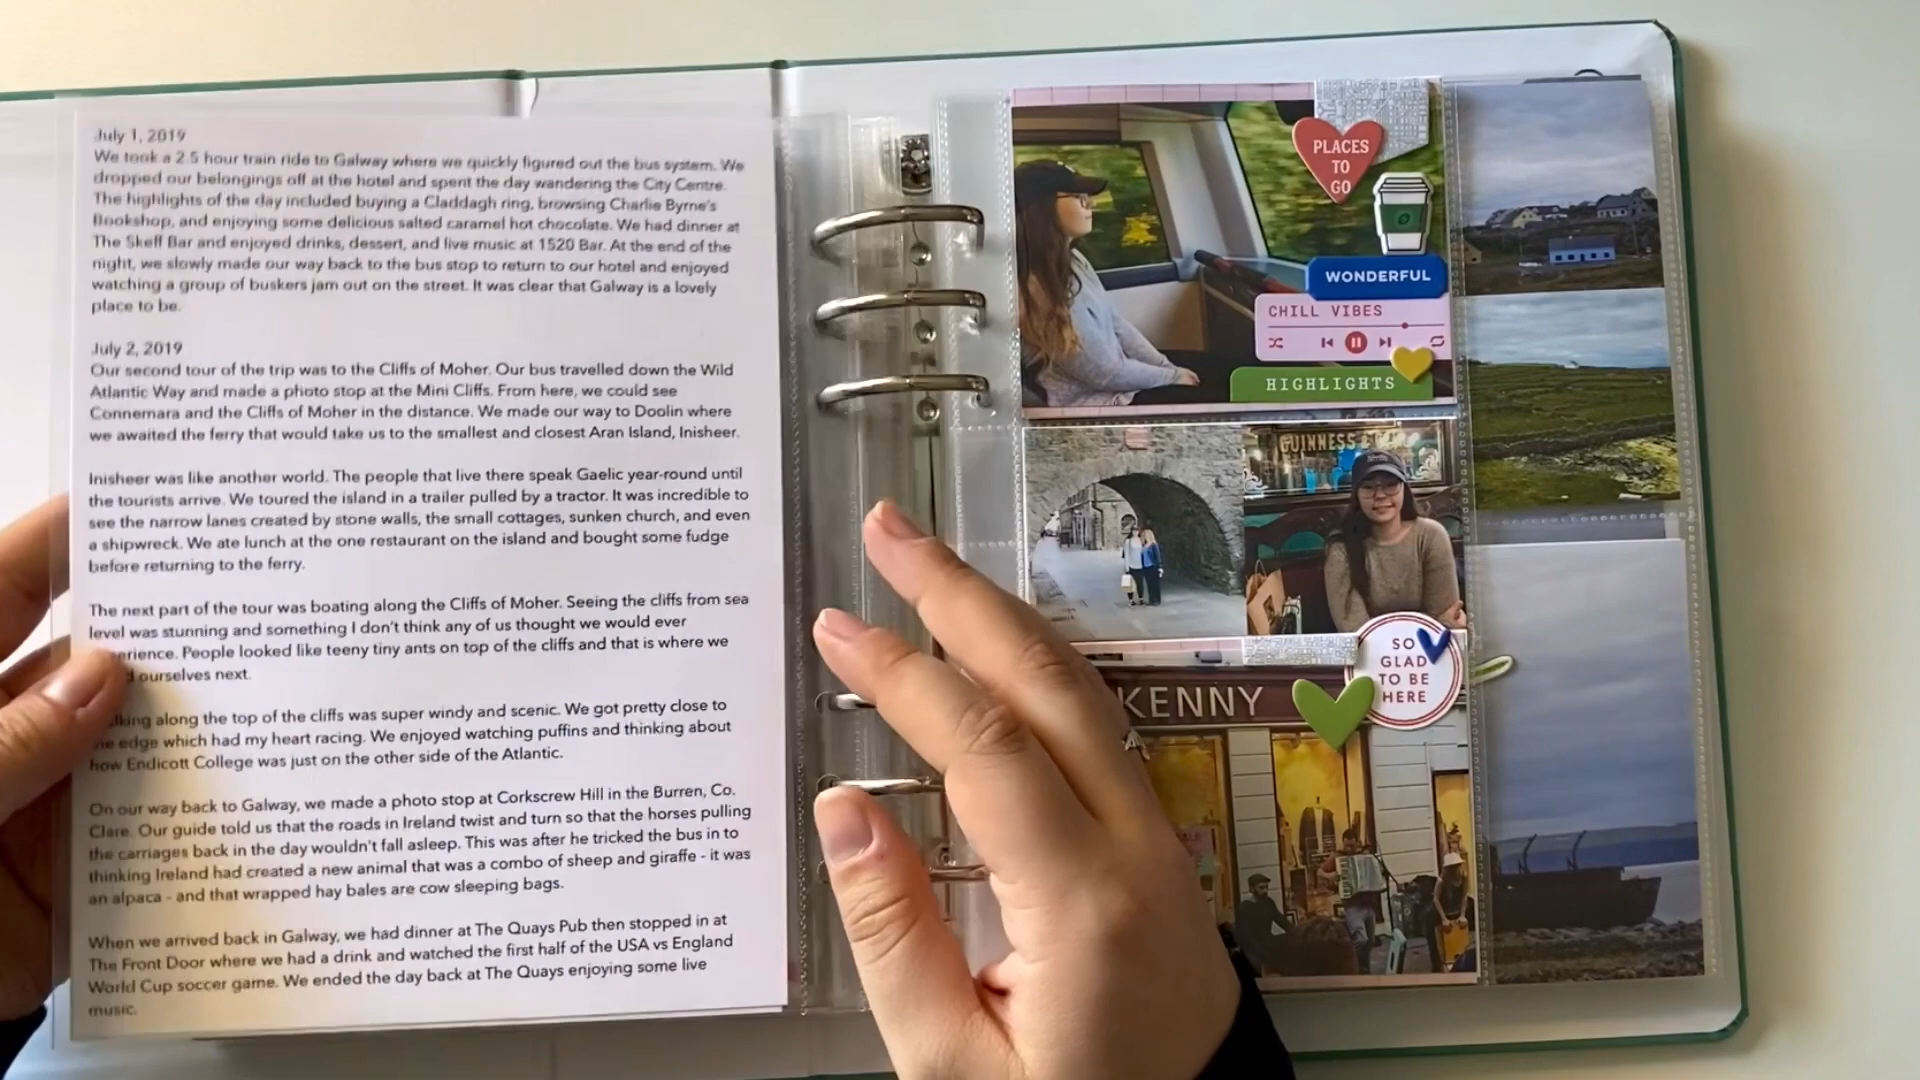 July 1, 2019
We took a 2.5 hour train ride to Galway where we quickly figured out the bus system. We
dropped our belongings off at the hotel and spent the day wandering the City Centre.
The highlights of the day included buying a Claddagh ring, browsing Charlie Byrne's
Bookshop, and enjoying some delicious salted caramel hot chocolate. We had dinner at
The Skeff Bar and enjoyed drinks, dessert, and live music at 1520 Bar. At the end of the
night, we slowly made our way back to the bus stop to return to our hotel and enjoyed
watching a group of buskers jam out on the street. It was clear that Galway is a lovely
place to be.
July 2, 2019
Our second tour of the trip was to the Cliffs of Moher. Our bus travelled down the Wild
Atlantic Way and made a photo stop at the Mini Cliffs. From here, we could see
Connemara and the Cliffs of Moher in the distance. We made our way to Doolin where
we awaited the ferry that would take us to the smallest and closest Aran Island, Inisheer.
Inisheer was like another world. The people that live there speak Gaelic year-round until
the tourists arrive. We toured the island in a trailer pulled by a tractor. It was incredible to
see the narrow lanes created by stone walls, the small cottages, sunken church, and even
a shipwreck. We ate lunch at the one restaurant on the island and bought some fudge
before returning to the ferry.
The next part of the tour was boating along the Cliffs of Moher. Seeing the cliffs from sea
level was stunning and something I don't think any of us thought we would ever
People looked like teeny tiny ants on top of the cliffs and that is where we
ourselves next.
along the top of the cliffs was super windy and scenic. We got pretty close to
edge which had my heart racing. We enjoyed watching puffins and thinking about
how Endicott College was just on the other side of the Atlantic.
On our way back to Galway, we made a photo stop at Corkscrew Hill in the Burren, Co.
Clare. Our guide told us that the roads in Ireland twist and turn so that the horses pulling
the carriages back in the day wouldn't fall asleep. This was after he tricked the bus in to
thinking Ireland had created a new animal that was a combo of sheep and giraffe - it was
an alpaca - and that wrapped hay bales are cow sleeping bags.
When we arrived back in Galway, we had dinner at The Quays Pub then stopped in at
The Front Door where we had a drink and watched the first half of the USA vs England
World Cup soccer game. We ended the day back at The Quays enjoying some live
music.
PLACES
TO
GO
WONDERFUL
CHILL VIBES
HIGHLIGHTS
GUINNESS
SO
GLAD
TO BE
HERE
KENNY